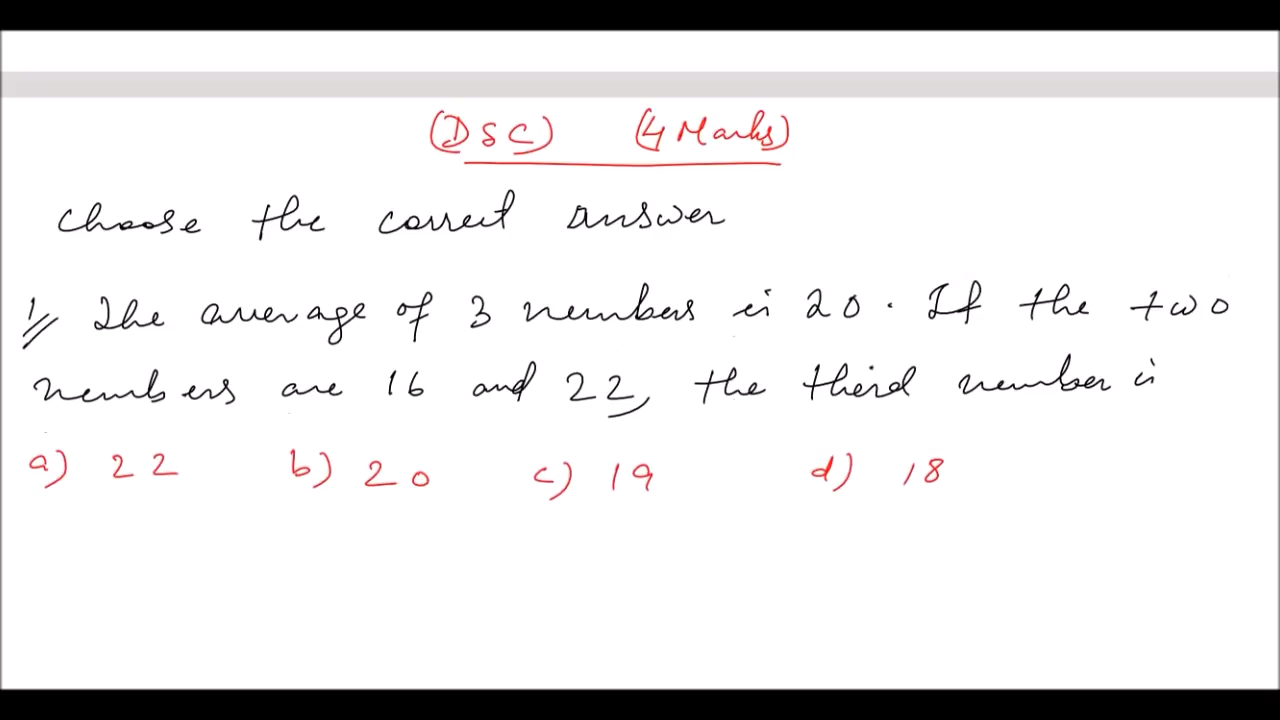 (DSC) (4 Marks)
Choose the correct answer
1// The average of 3 numbers is 20. If the two
numbers are 16 and 22, the third number is
a) 22 b) 20 c) 19 d) 18